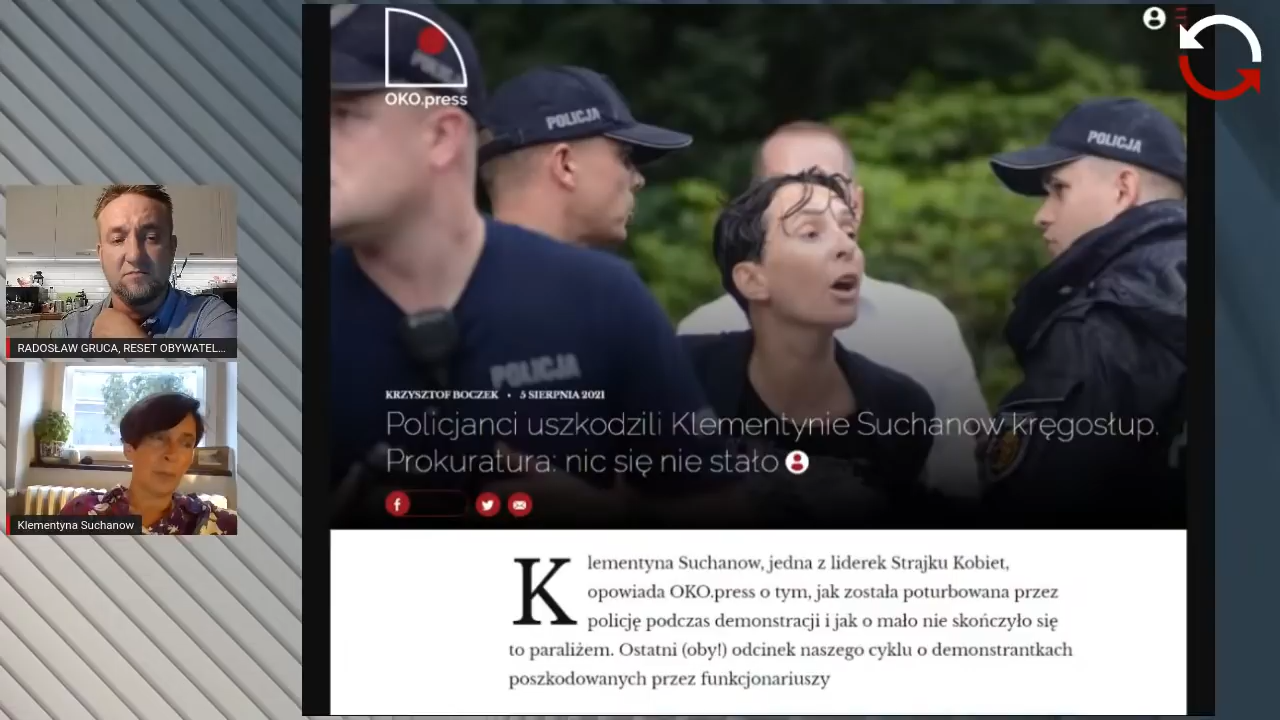 OKO.press
POLICJA
POLICJA
POLICJA
KRZYSZTOF BOCZEK • 5 SIERPNIA 2021
Policjanci uszkodzili Klementynie Suchanow kręgosłup.
Prokuratura: nic się nie stało
RADOSŁAW GRUCA, RESET OBYWATEL...
Klementyna Suchanow
Klementyna Suchanow, jedna z liderek Strajku Kobiet,
opowiada OKO.press o tym, jak została poturbowana przez
policję podczas demonstracji i jak o mało nie skończyło się
to paraliżem. Ostatni (oby!) odcinek naszego cyklu o demonstrantkach
poszkodowanych przez funkcjonariuszy